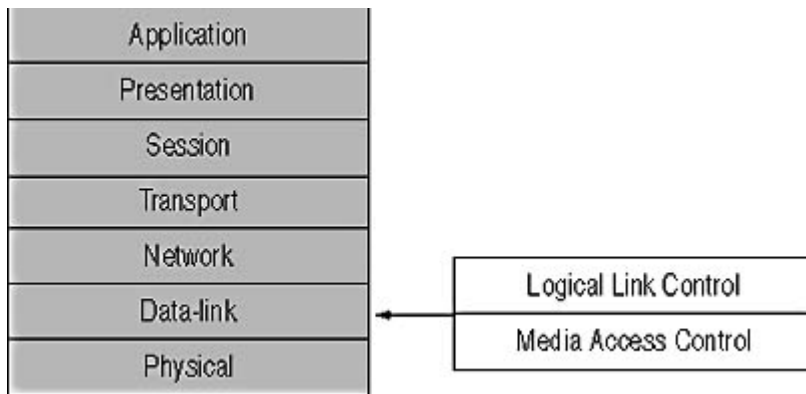 Application
Presentation
Session
Transport
Network
Data-link
Physical
Logical Link Control
Media Access Control